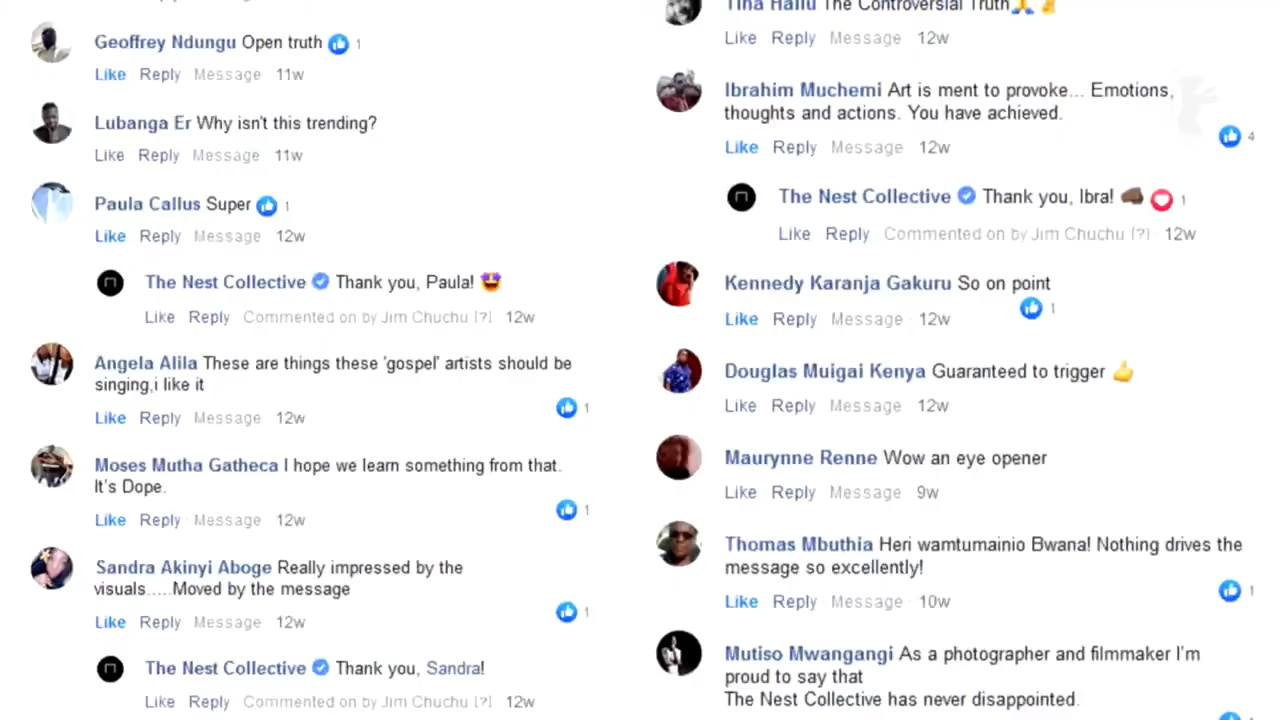 Geoffrey Ndungu Open truth 1
Like Reply Message 11w
Lubanga Er Why isn't this trending?
Like Reply Message 11w
Paula Callus Super 1
Like Reply Message 12w
The Nest Collective Thank you, Paula! 🤩
Like Reply Commented on by Jim Chuchu [?] 12w
Angela Alila These are things these 'gospel' artists should be
singing,i like it
1
Like Reply Message 12w
Moses Mutha Gatheca I hope we learn something from that.
It's Dope.
1
Like Reply Message 12w
Sandra Akinyi Aboge Really impressed by the
visuals.....Moved by the message
1
Like Reply Message 12w
The Nest Collective Thank you, Sandra!
Like Reply Commented on by Jim Chuchu [?] 12w
Tina Hailu The Controversial Truth🙏
Like Reply Message 12w
Ibrahim Muchemi Art is ment to provoke... Emotions,
thoughts and actions. You have achieved.
4
Like Reply Message 12w
The Nest Collective Thank you, Ibra! 1
Like Reply Commented on by Jim Chuchu [?] 12w
Kennedy Karanja Gakuru So on point
1
Like Reply Message 12w
Douglas Muigai Kenya Guaranteed to trigger 👍
Like Reply Message 12w
Maurynne Renne Wow an eye opener
Like Reply Message 9w
Thomas Mbuthia Heri wamtumainio Bwana! Nothing drives the
message so excellently!
1
Like Reply Message 10w
Mutiso Mwangangi As a photographer and filmmaker I'm
proud to say that
The Nest Collective has never disappointed.